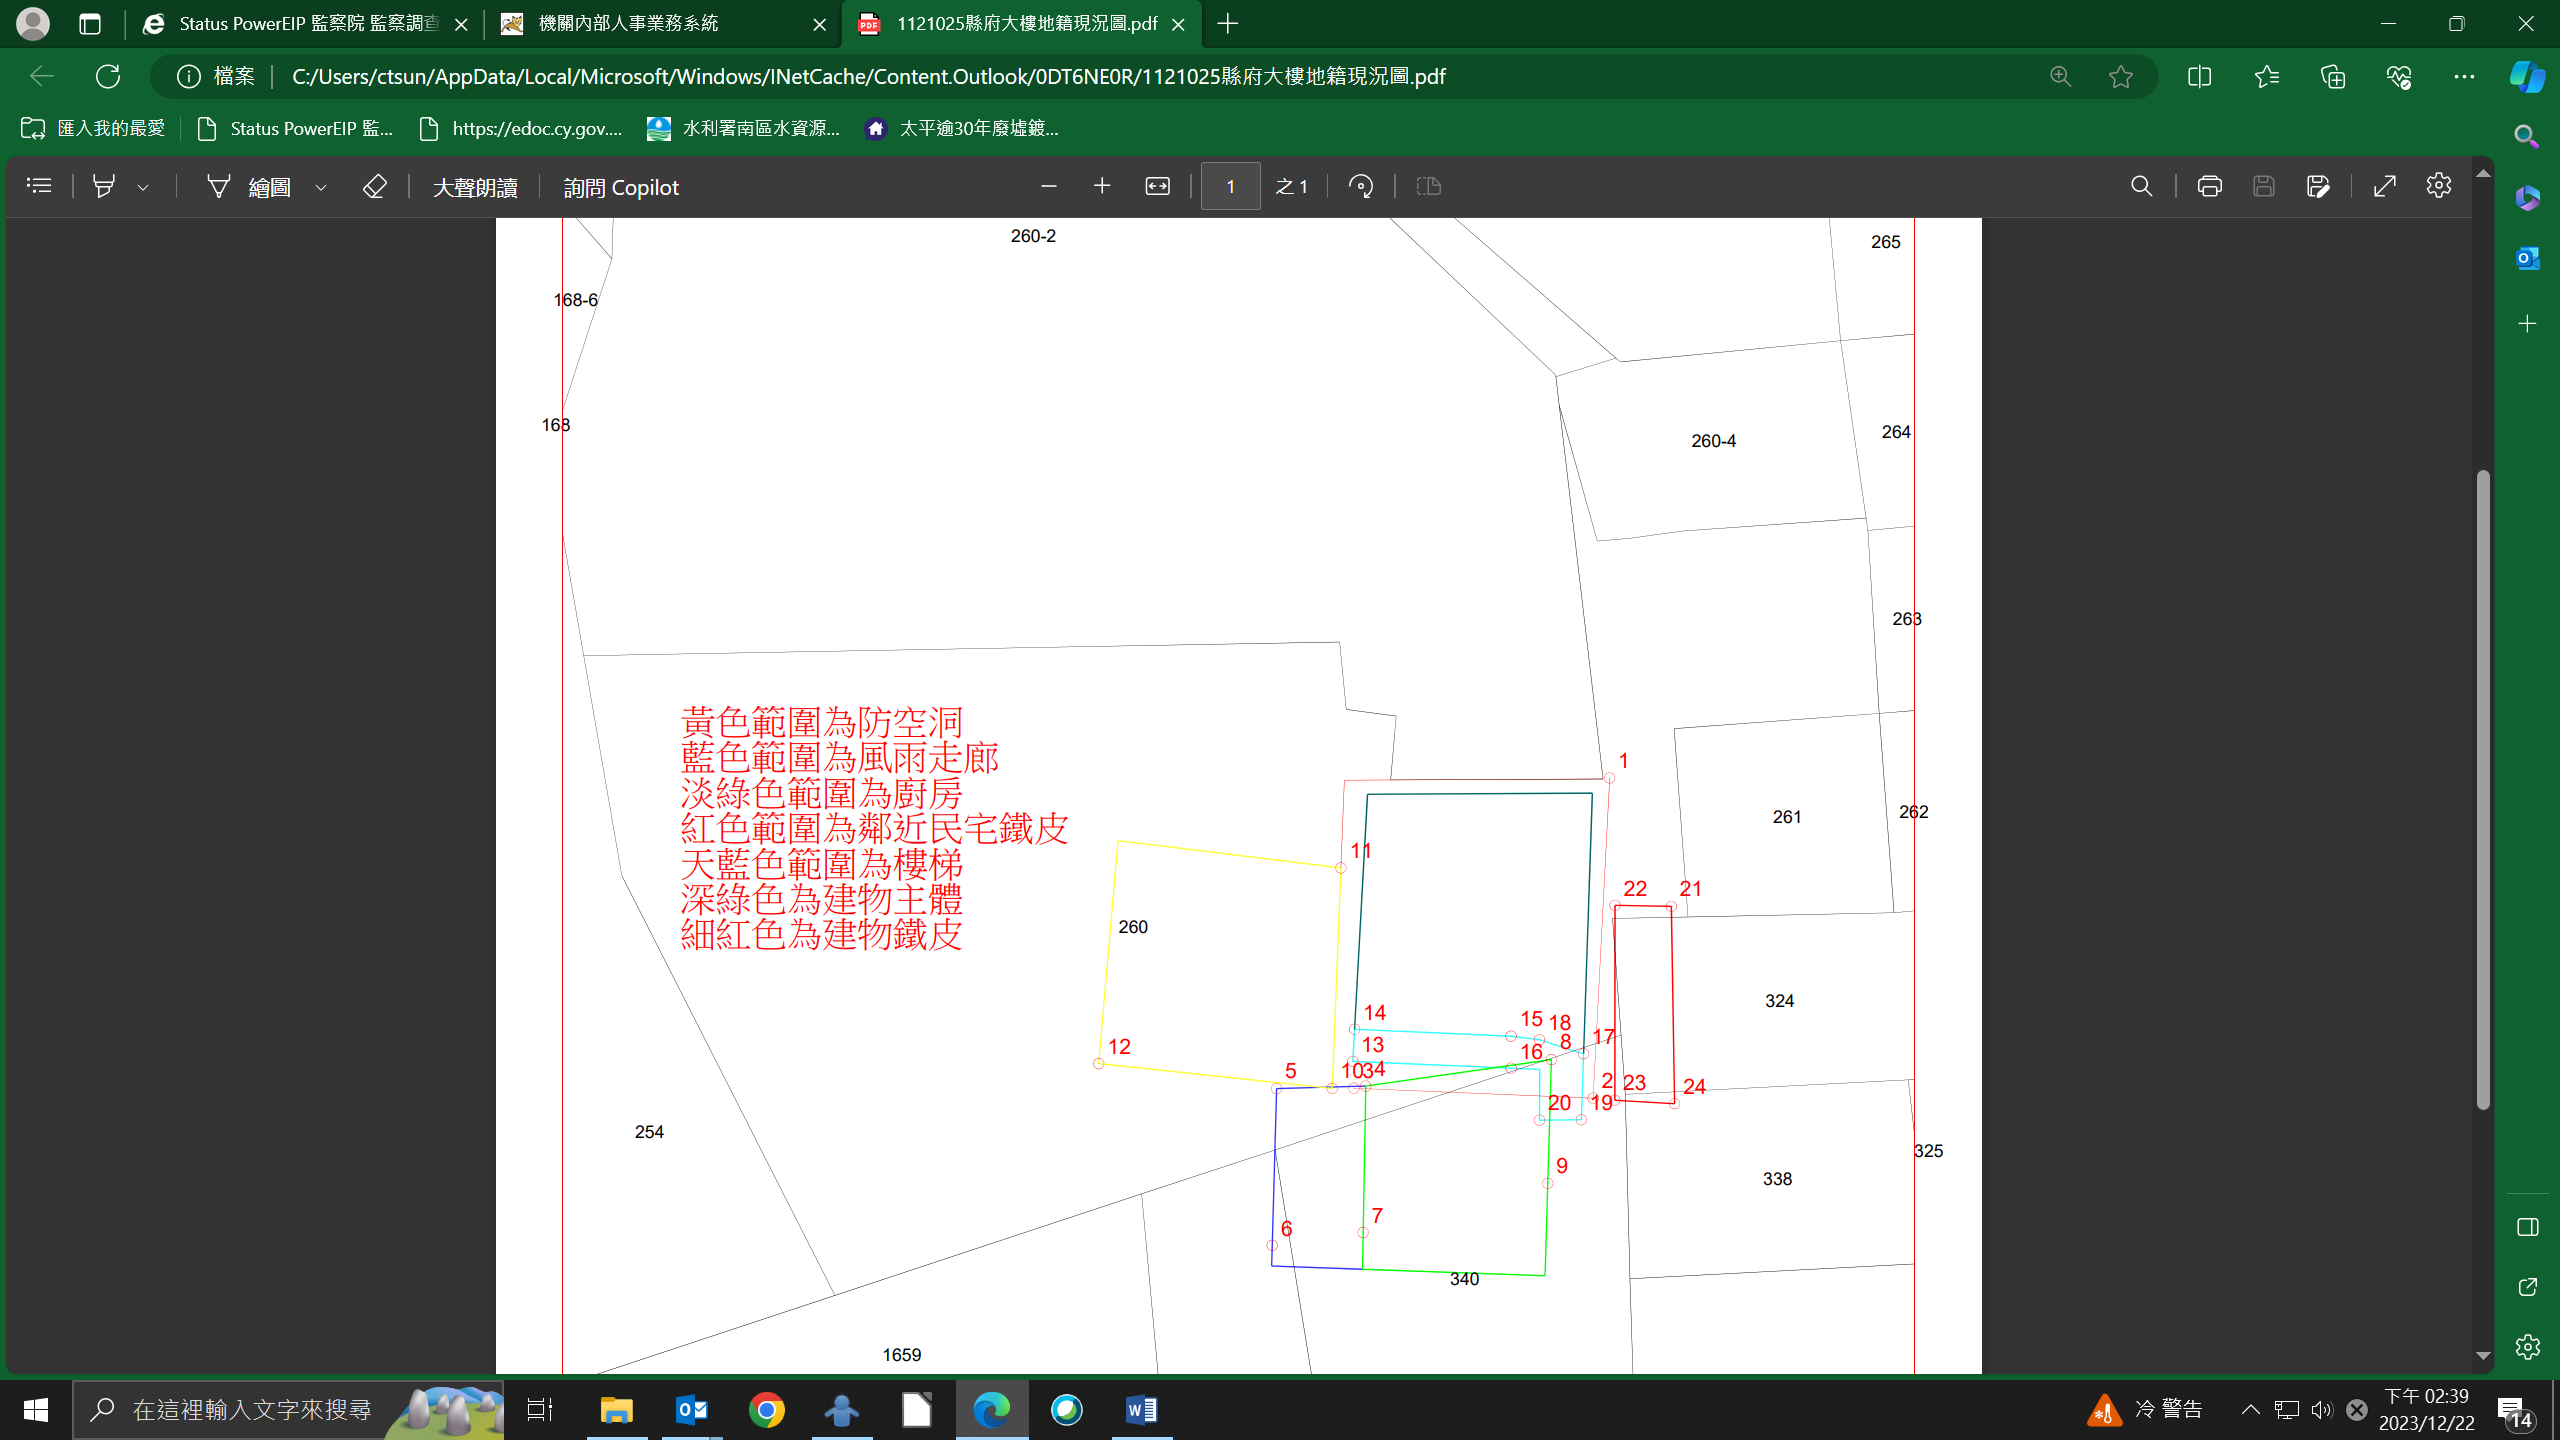 Status PowerEIP 監察院 監察調查
機關內部人事業務系統
1121025縣府大樓地籍現況圖.pdf
檔案
C:/Users/ctsun/AppData/Local/Microsoft/Windows/INetCache/Content.Outlook/0DT6NE0R/1121025縣府大樓地籍現況圖.pdf
匯入我的最愛
Status PowerEIP 監...
https://edoc.cy.gov....
水利署南區水資源...
太平逾30年廢墟鍍...
繪圖
大聲朗讀
詢問 Copilot
1
之 1
260-2
265
168-6
168
264
260-4
263
黃色範圍為防空洞
藍色範圍為風雨走廊
淡綠色範圍為廚房
紅色範圍為鄰近民宅鐵皮
天藍色範圍為樓梯
深綠色為建物主體
細紅色為建物鐵皮
1
261
262
11
22
21
260
324
14
15
18
17
12
13
16
8
5
10
3
4
2
23
24
20
19
254
325
9
338
7
6
340
1659
在這裡輸入文字來搜尋
冷 警告
下午 02:39
2023/12/22
14